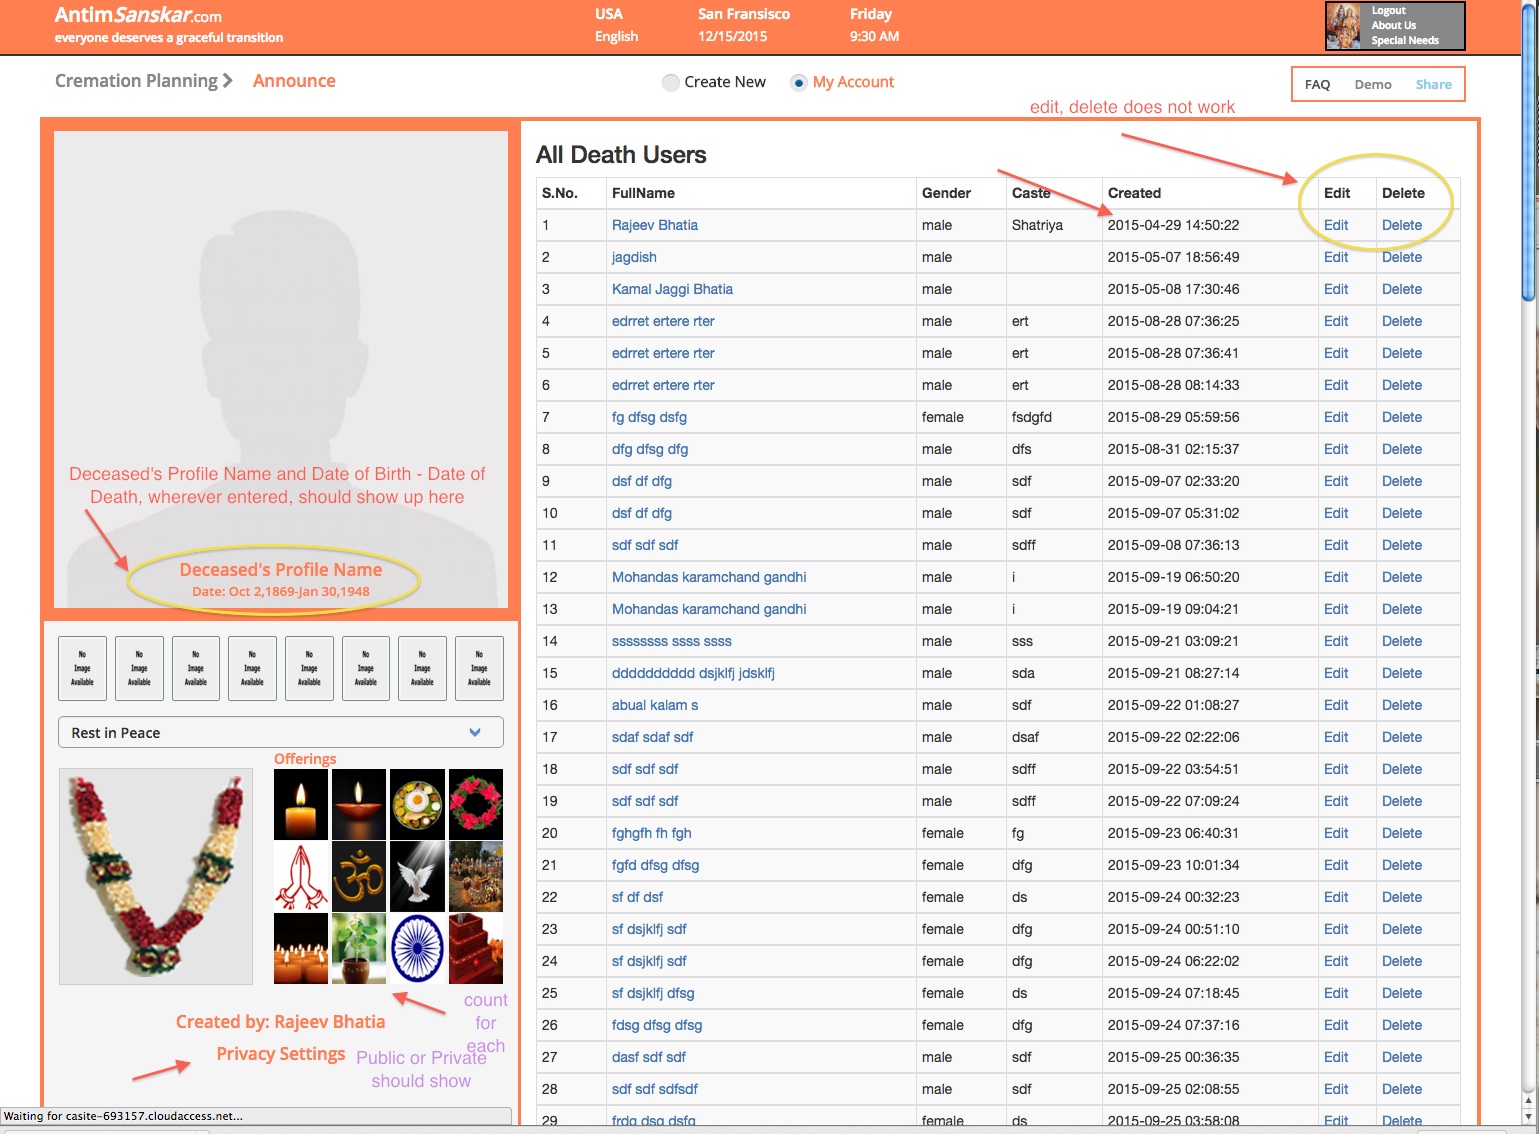 AntimSanskar.com
everyone deserves a graceful transition
USA San Fransisco Friday
English 12/15/2015 9:30 AM
Logout
About Us
Special Needs
Cremation Planning Announce
Create New My Account
FAQ Demo Share
edit, delete does not work
Deceased's Profile Name and Date of Birth - Date of
Death, wherever entered, should show up here
Deceased's Profile Name
Date: Oct 2,1869-Jan 30,1948
No Image Available
No Image Available
No Image Available
No Image Available
No Image Available
No Image Available
No Image Available
No Image Available
Rest in Peace
Offerings
count
for
each
Created by: Rajeev Bhatia
Privacy Settings
Public or Private
should show
Waiting for casite-693157.cloudaccess.net...
All Death Users
S.No. FullName Gender Caste Created Edit Delete
1 Rajeev Bhatia male Shatriya 2015-04-29 14:50:22 Edit Delete
2 jagdish male 2015-05-07 18:56:49 Edit Delete
3 Kamal Jaggi Bhatia male 2015-05-08 17:30:46 Edit Delete
4 edrret ertere rter male ert 2015-08-28 07:36:25 Edit Delete
5 edrret ertere rter male ert 2015-08-28 07:36:41 Edit Delete
6 edrret ertere rter male ert 2015-08-28 08:14:33 Edit Delete
7 fg dfsg dsfg female fsdgfd 2015-08-29 05:59:56 Edit Delete
8 dfg dfsg dfg male dfs 2015-08-31 02:15:37 Edit Delete
9 dsf df dfg male sdf 2015-09-07 02:33:20 Edit Delete
10 dsf df dfg male sdf 2015-09-07 05:31:02 Edit Delete
11 sdf sdf sdf male sdff 2015-09-08 07:36:13 Edit Delete
12 Mohandas karamchand gandhi male i 2015-09-19 06:50:20 Edit Delete
13 Mohandas karamchand gandhi male i 2015-09-19 09:04:21 Edit Delete
14 ssssssss ssss ssss male sss 2015-09-21 03:09:21 Edit Delete
15 dddddddddd dsjklfj jdsklfj male sda 2015-09-21 08:27:14 Edit Delete
16 abual kalam s male sdf 2015-09-22 01:08:27 Edit Delete
17 sdaf sdaf sdf male dsaf 2015-09-22 02:22:06 Edit Delete
18 sdf sdf sdf male sdff 2015-09-22 03:54:51 Edit Delete
19 sdf sdf sdf male sdff 2015-09-22 07:09:24 Edit Delete
20 fghgfh fh fgh female fg 2015-09-23 06:40:31 Edit Delete
21 fgfd dfsg dfsg female dfg 2015-09-23 10:01:34 Edit Delete
22 sf df dsf female ds 2015-09-24 00:32:23 Edit Delete
23 sf dsjklfj sdf female dfg 2015-09-24 00:51:10 Edit Delete
24 sf dsjklfj sdf female dfg 2015-09-24 06:22:02 Edit Delete
25 sf dsjklfj dfsg female ds 2015-09-24 07:18:45 Edit Delete
26 fdsg dfsg dfsg female dfg 2015-09-24 07:37:16 Edit Delete
27 dasf sdf sdf male sdf 2015-09-25 00:36:35 Edit Delete
28 sdf sdf sdfsdf male sdf 2015-09-25 02:08:55 Edit Delete
29 frdg dsg dsfg female ds 2015-09-25 03:58:08 Edit Delete